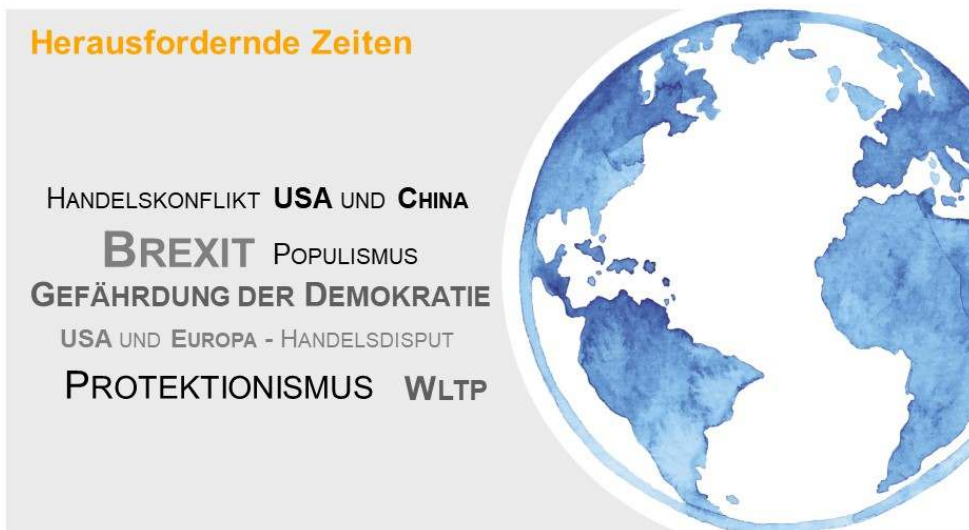 Herausfordernde Zeiten
HANDELSKONFLIKT USA UND CHINA
BREXIT POPULISMUS
GEFÄHRDUNG DER DEMOKRATIE
USA UND EUROPA - HANDELSDISPUT
PROTEKTIONISMUS WLTP